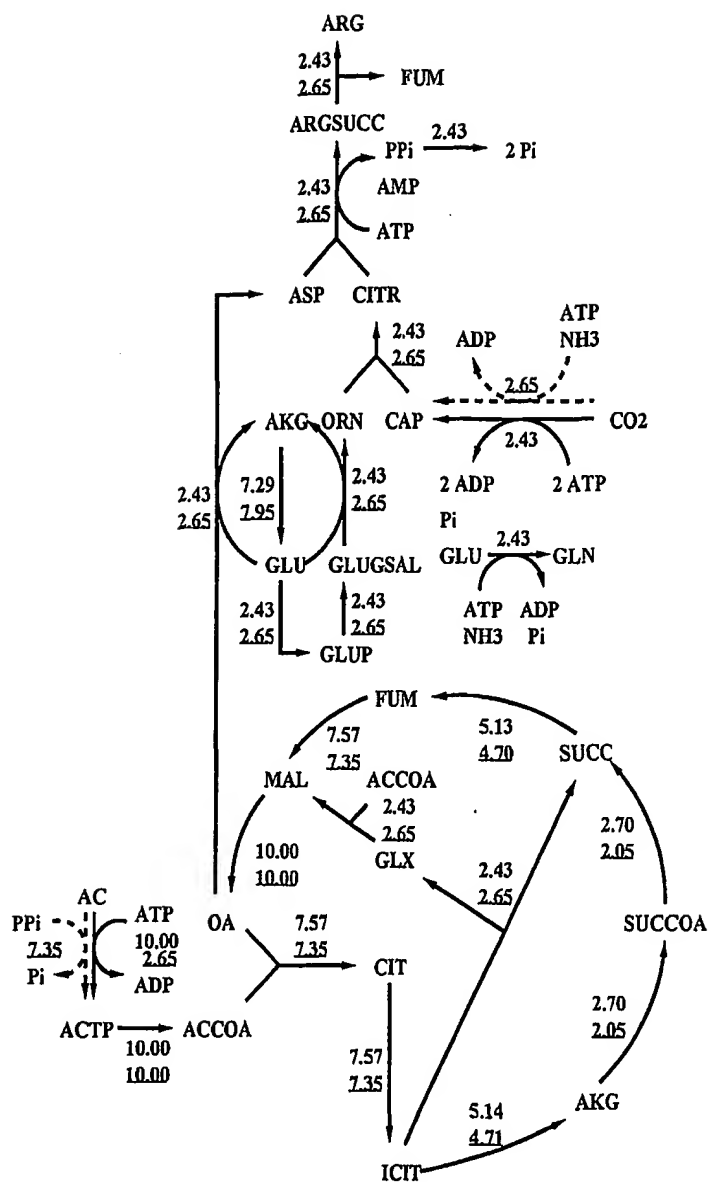 ARG
2.43
2.65
FUM
ARGSUCC
PPi
2.43
2 Pi
2.43
2.65
AMP
ATP
ASP CITR
2.43
2.65
ADP
ATP
NH3
2.65
AKG ORN CAP
CO2
2.43
2.43
2.65
7.29
7.95
2.43
2.65
2 ADP
Pi
2 ATP
GLU GLUGSAL
GLU
2.43
GLN
2.43
2.65
2.43
2.65
ATP
NH3
ADP
Pi
GLUP
FUM
7.57
7.35
5.13
4.70
SUCC
MAL
ACCOA
2.43
2.65
GLX
2.70
2.05
10.00
10.00
2.43
2.65
AC
PPi
7.35
Pi
ATP
10.00
2.65
ADP
OA
7.57
7.35
CIT
SUCCOA
ACTP
10.00
10.00
ACCOA
2.70
2.05
7.57
7.35
AKG
5.14
4.71
ICIT